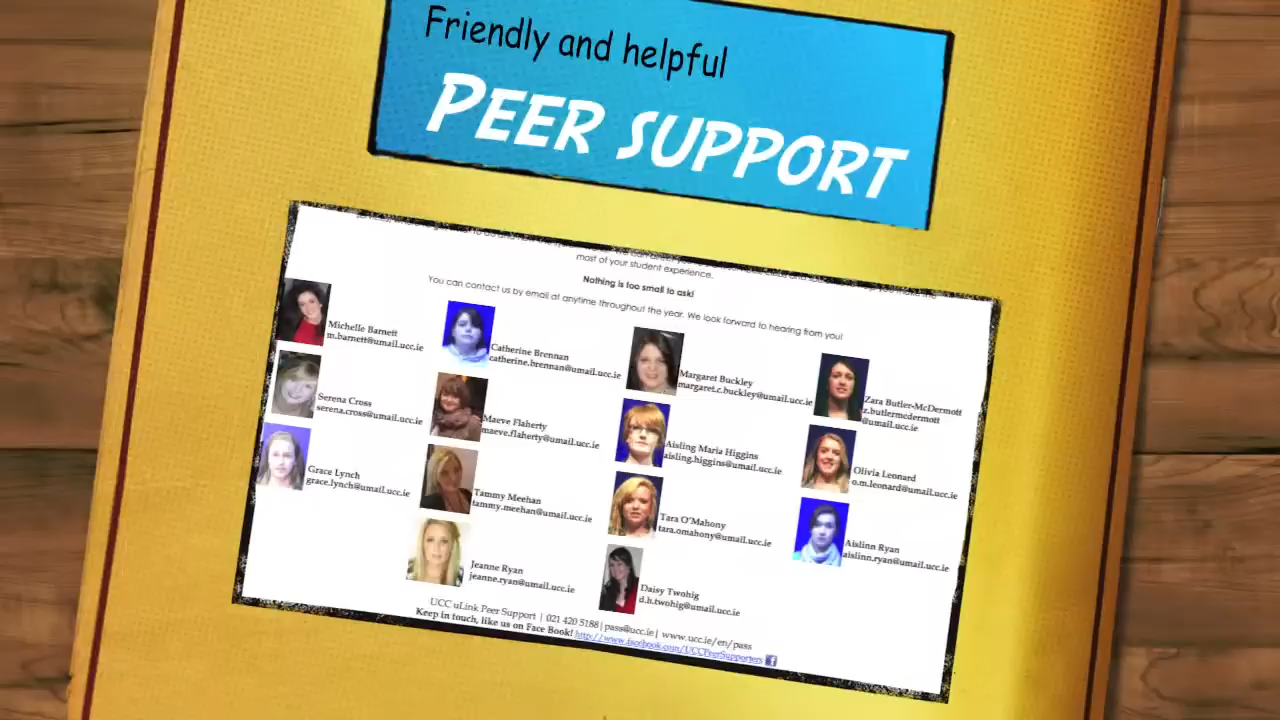 Friendly and helpful
PEER SUPPORT
most of your student experience.
Nothing is too small to ask!
You can contact us by email at anytime throughout the year. We look forward to hearing from you!
Michelle Barnett
m.barnett@umail.ucc.ie
Catherine Brennan
catherine.brennan@umail.ucc.ie
Margaret Buckley
margaret.c.buckley@umail.ucc.ie
Zara Butler-McDermott
z.butlermcdermott
@umail.ucc.ie
Serena Cross
serena.cross@umail.ucc.ie
Maeve Flaherty
maeve.flaherty@umail.ucc.ie
Aisling Maria Higgins
aisling.higgins@umail.ucc.ie
Olivia Leonard
o.m.leonard@umail.ucc.ie
Grace Lynch
grace.lynch@umail.ucc.ie
Tammy Meehan
tammy.meehan@umail.ucc.ie
Tara O'Mahony
tara.omahony@umail.ucc.ie
Aislinn Ryan
aislinn.ryan@umail.ucc.ie
Jeanne Ryan
jeanne.ryan@umail.ucc.ie
Daisy Twohig
d.h.twohig@umail.ucc.ie
UCC uLink Peer Support | 021 420 5188|pass@ucc.ie| www.ucc.ie/en/pass
Keep in touch, like us on Face Book! http://www.facebook.com/UCCPeerSupporters